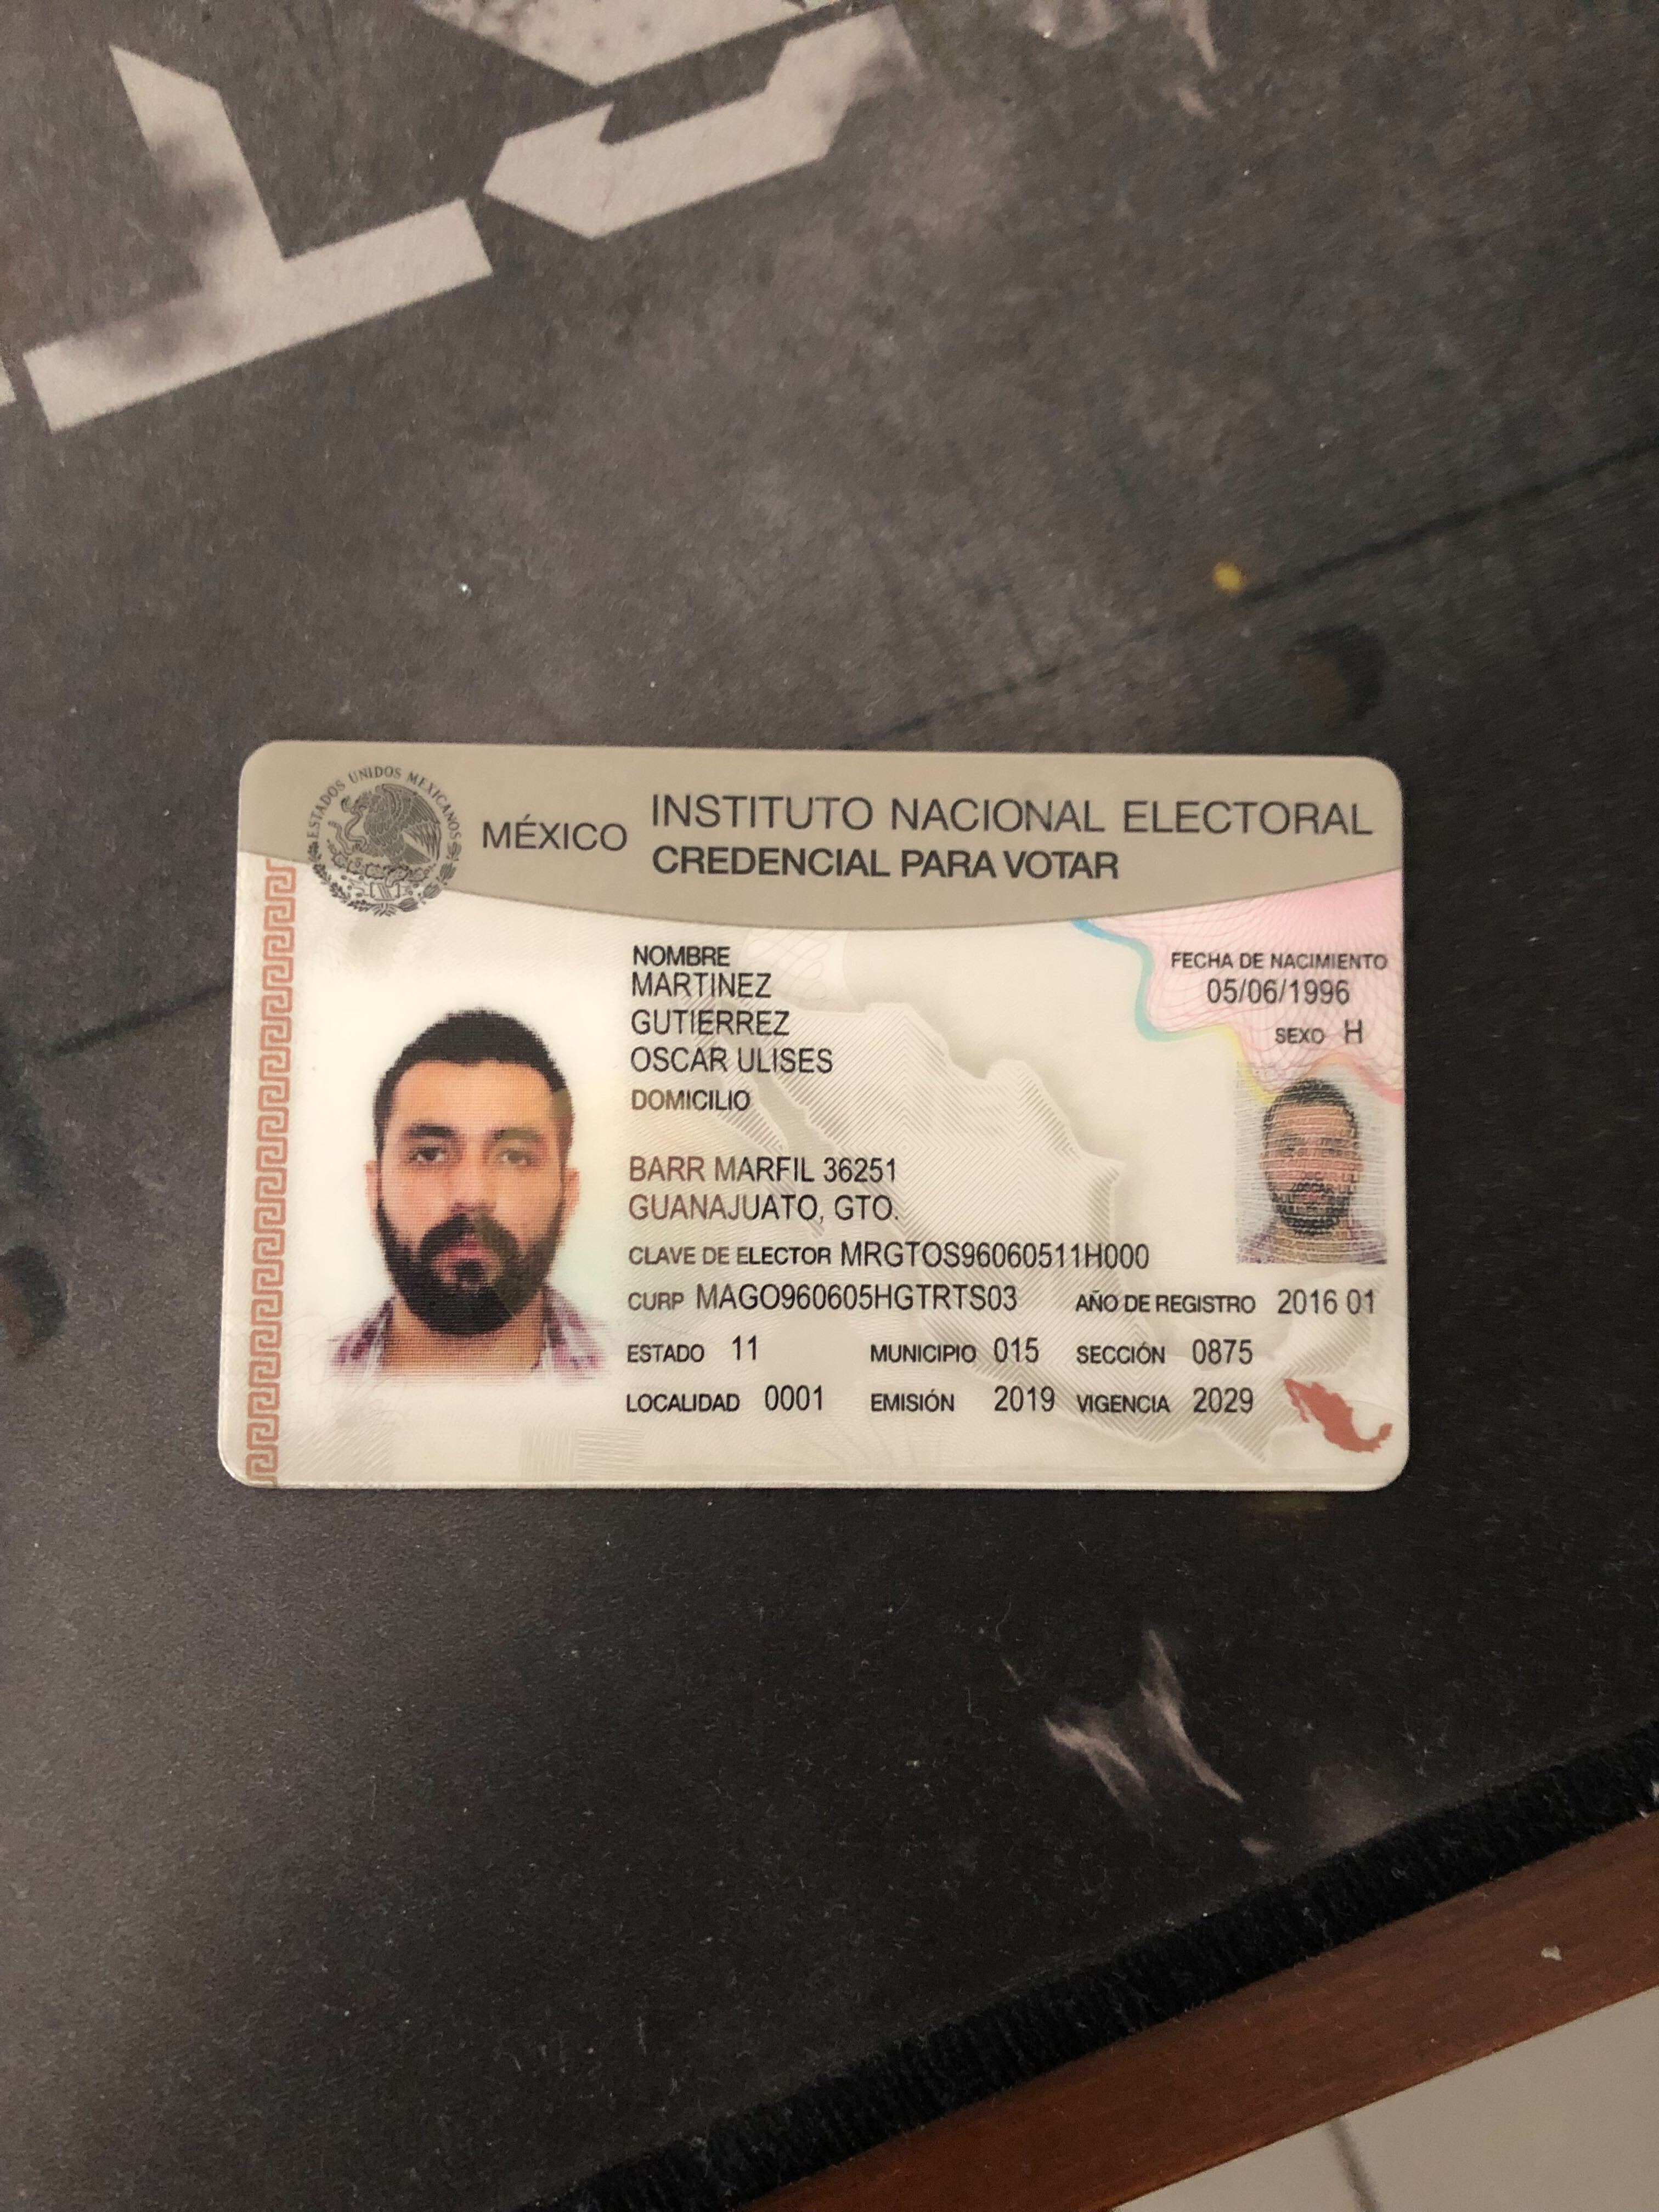 ESTADOS UNIDOS MEXICANOS
MÉXICO
INSTITUTO NACIONAL ELECTORAL
CREDENCIAL PARA VOTAR
NOMBRE
MARTINEZ
GUTIERREZ
OSCAR ULISES
FECHA DE NACIMIENTO
05/06/1996
SEXO H
DOMICILIO
BARR MARFIL 36251
GUANAJUATO, GTO.
CLAVE DE ELECTOR MRGTOS96060511H000
CURP MAGO960605HGTRTS03 AÑO DE REGISTRO 2016 01
ESTADO 11 MUNICIPIO 015 SECCIÓN 0875
LOCALIDAD 0001 EMISIÓN 2019 VIGENCIA 2029